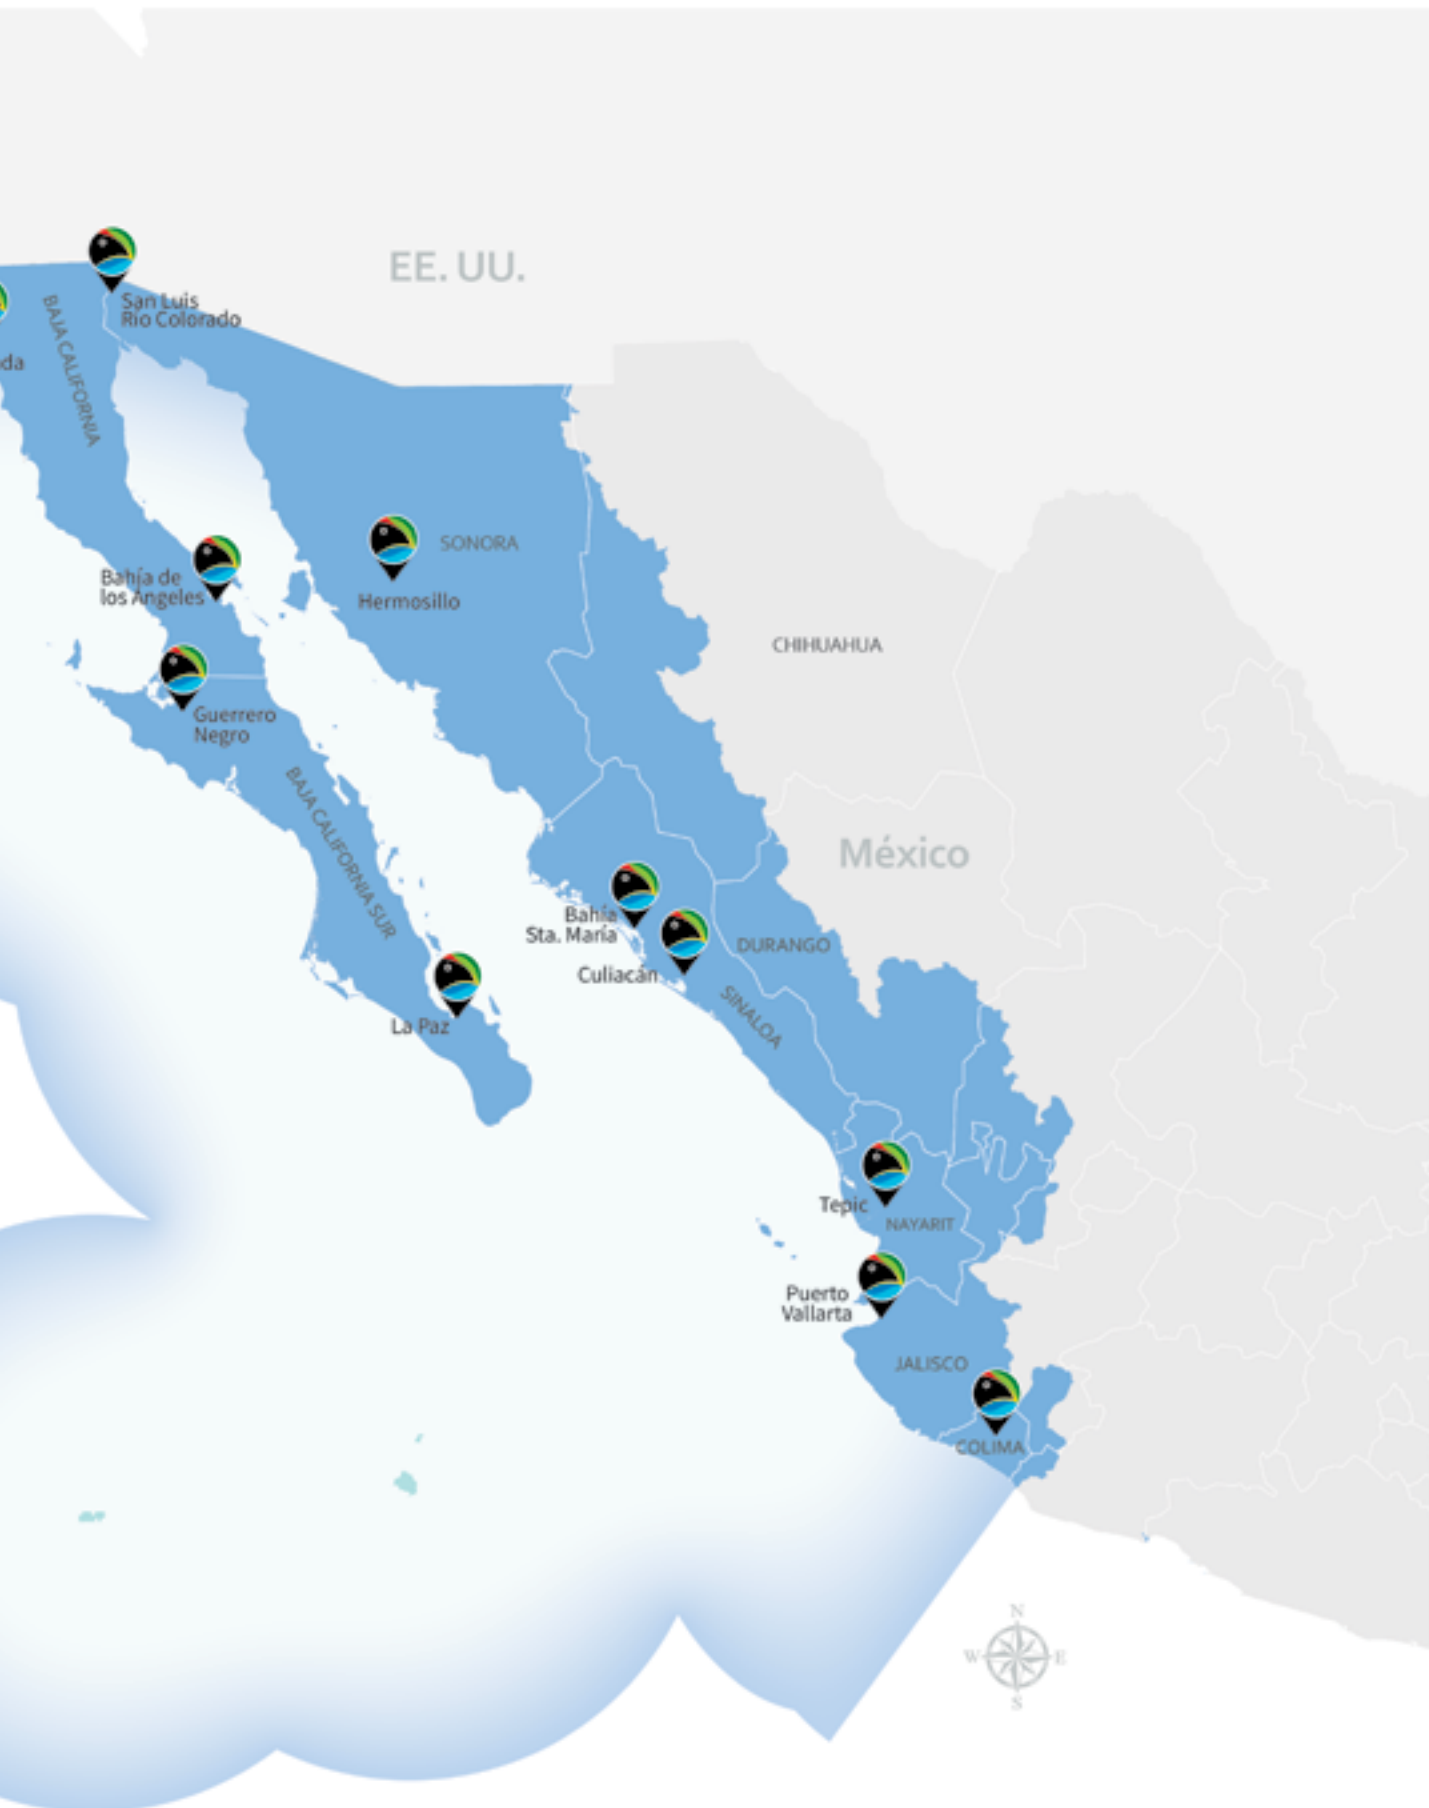 EE. UU.
San Luis
Río Colorado
BAJA CALIFORNIA
da
SONORA
Hermosillo
Bahía de
los Ángeles
CHIHUAHUA
Guerrero
Negro
BAJA CALIFORNIA SUR
México
Bahía
Sta. María
DURANGO
Culiacán
SINALOA
La Paz
Tepic
NAYARIT
Puerto
Vallarta
JALISCO
COLIMA
N
W E
S